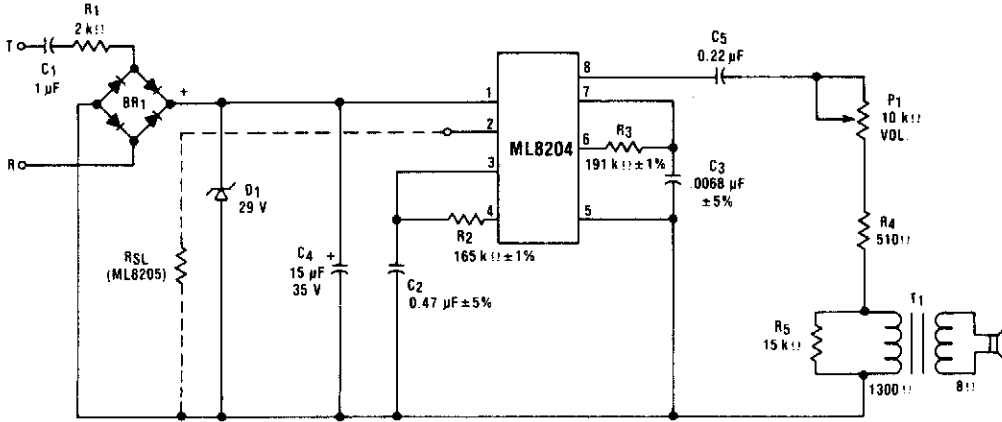 T
C1
1 µF
R1
2 kΩ
BR1
+
R
RSL
(ML8205)
D1
29 V
C4 +
15 µF
35 V
C2
0.47 µF ±5%
R2
165 kΩ ±1%
1
2
3
4
ML8204
8
7
6
5
R3
191 kΩ ±1%
C3
.0068 µF
±5%
C5
0.22 µF
P1
10 kΩ
VOL.
R4
510Ω
R5
15 kΩ
T1
1300Ω
8Ω